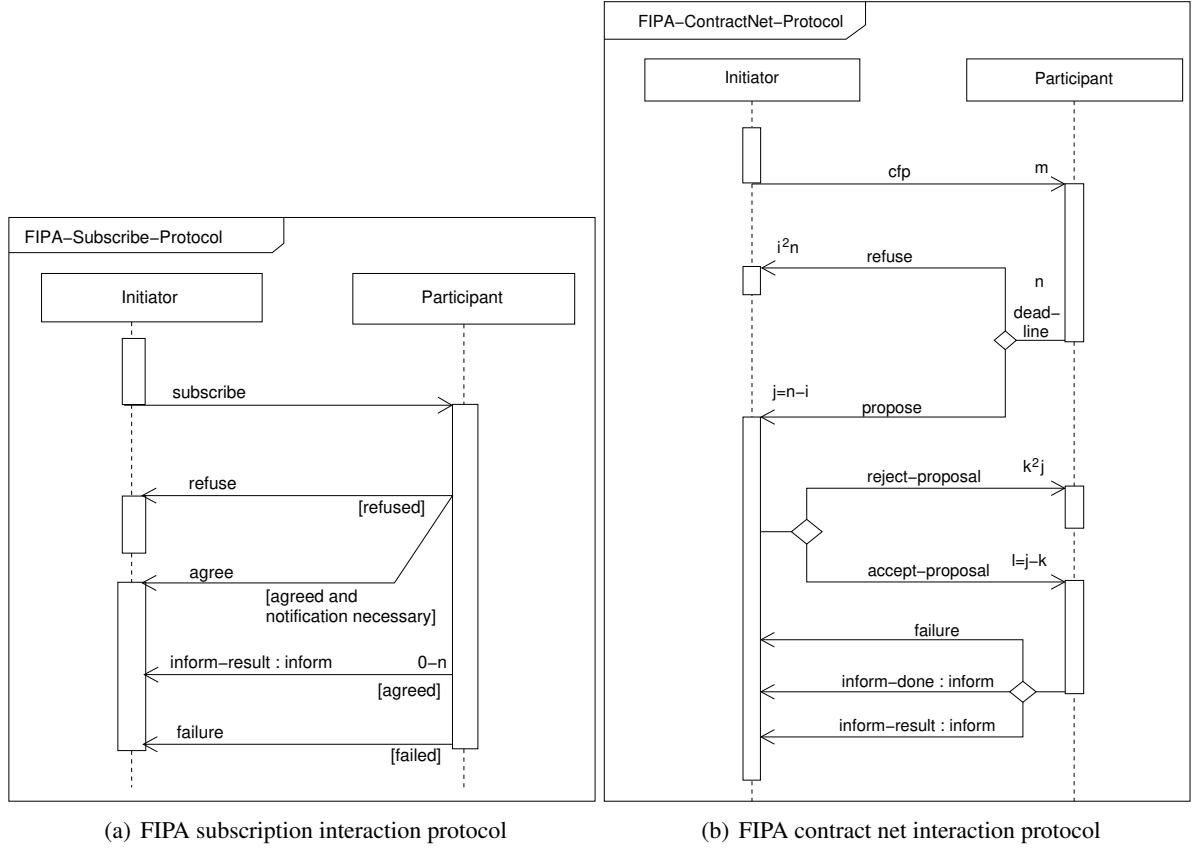 FIPA−Subscribe−Protocol
Initiator
Participant
subscribe
refuse
[refused]
agree
[agreed and
notification necessary]
inform−result : inform
0−n
[agreed]
failure
[failed]
(a) FIPA subscription interaction protocol
FIPA−ContractNet−Protocol
Initiator
Participant
cfp
m
i²n
refuse
n
dead−
line
j=n−i
propose
reject−proposal
k²j
accept−proposal
l=j−k
failure
inform−done : inform
inform−result : inform
(b) FIPA contract net interaction protocol